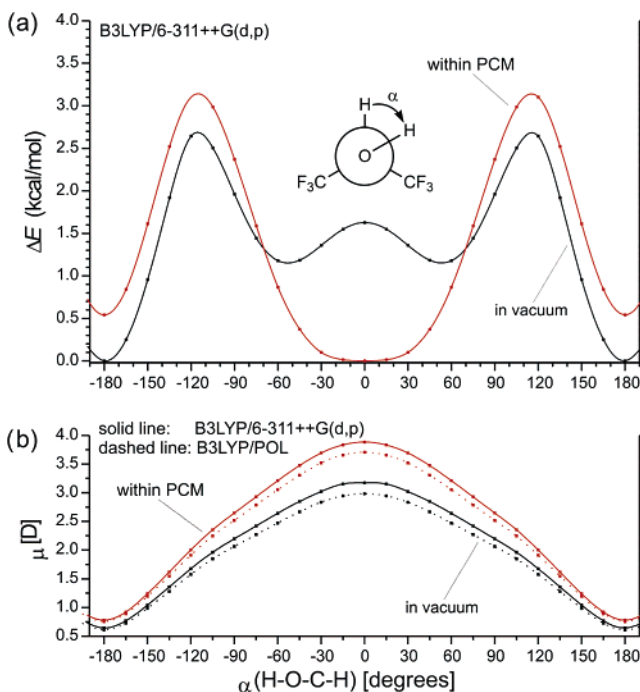 (a)
B3LYP/6-311++G(d,p)
within PCM
ΔE (kcal/mol)
4.0
3.5
3.0
2.5
2.0
1.5
1.0
0.5
0.0
H
α
H
O
F₃C
CF₃
in vacuum
-180 -150 -120 -90 -60 -30 0 30 60 90 120 150 180
(b)
solid line: B3LYP/6-311++G(d,p)
dashed line: B3LYP/POL
within PCM
μ[D]
4.0
3.5
3.0
2.5
2.0
1.5
1.0
0.5
in vacuum
-180 -150 -120 -90 -60 -30 0 30 60 90 120 150 180
α(H-O-C-H) [degrees]